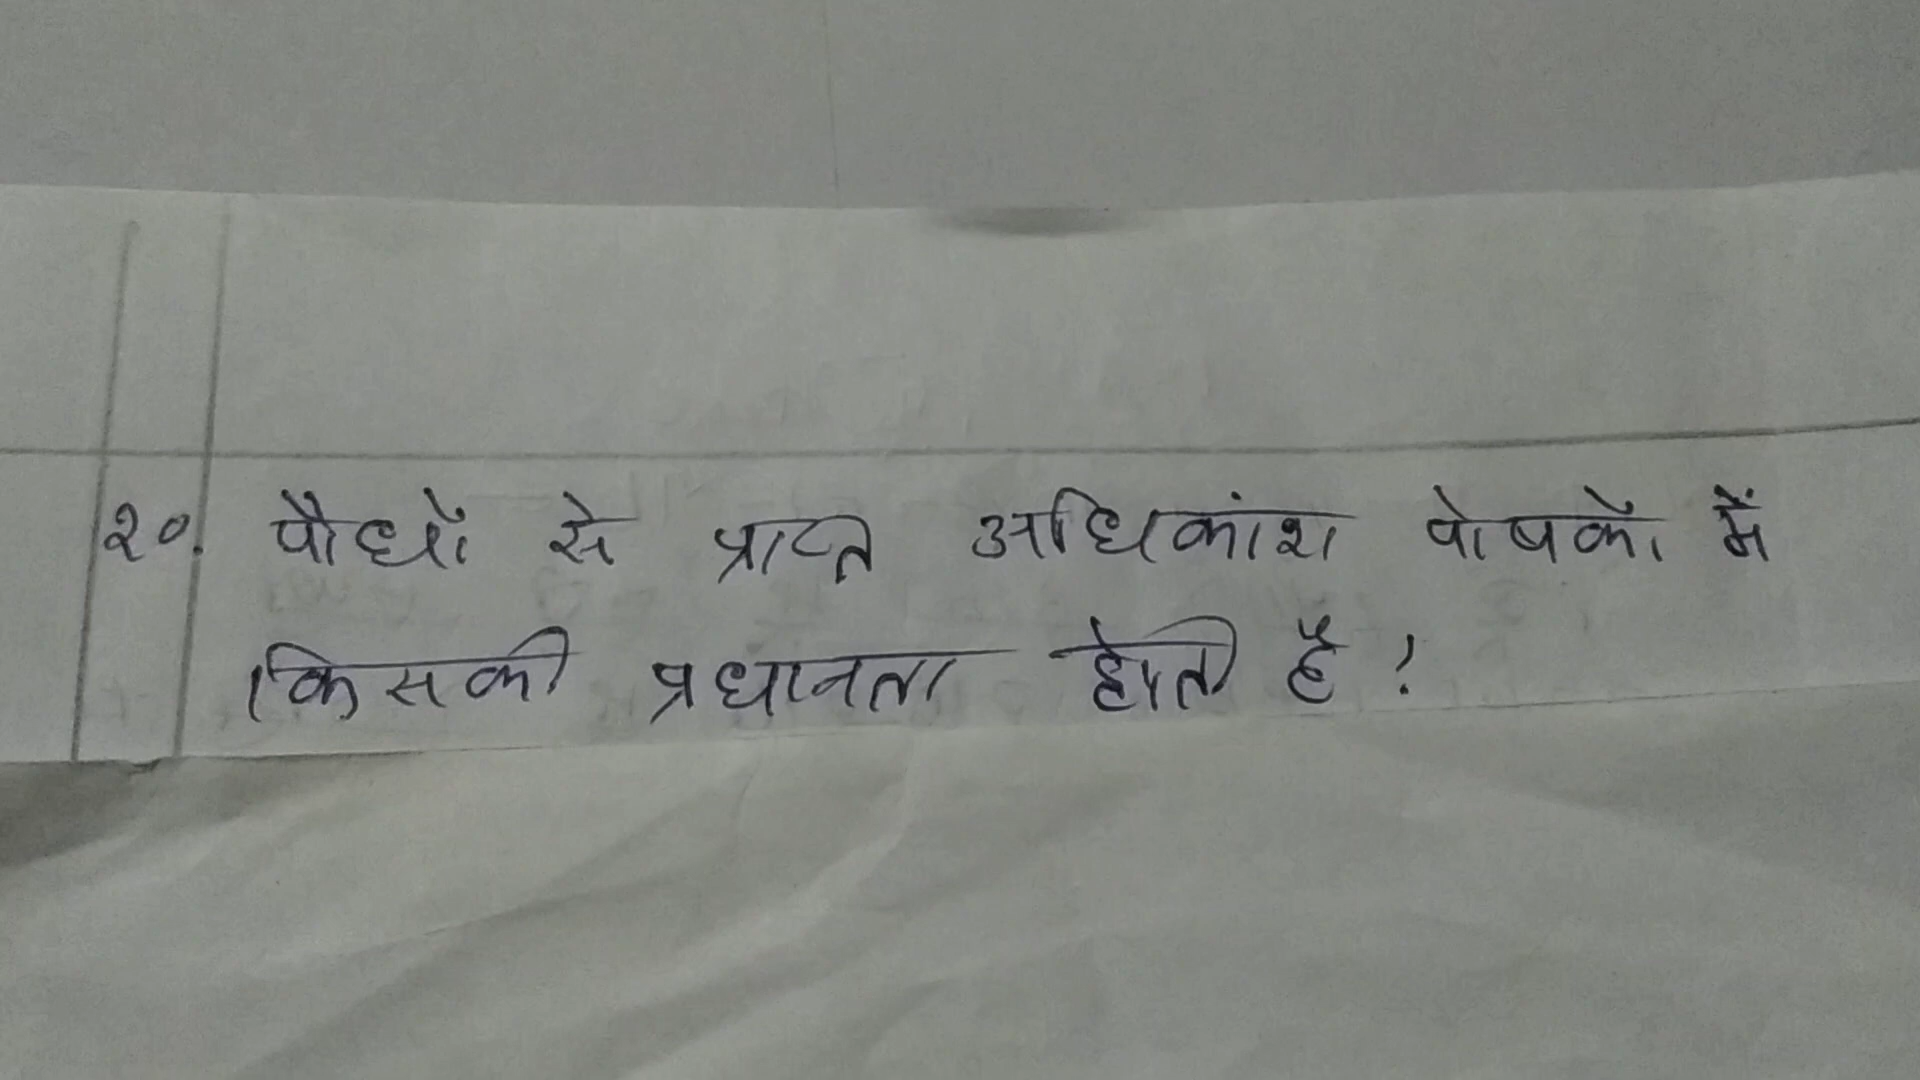 २०. पौधों से प्राप्त अधिकांश पोषकों में
किसकी प्रधानता होती है ?